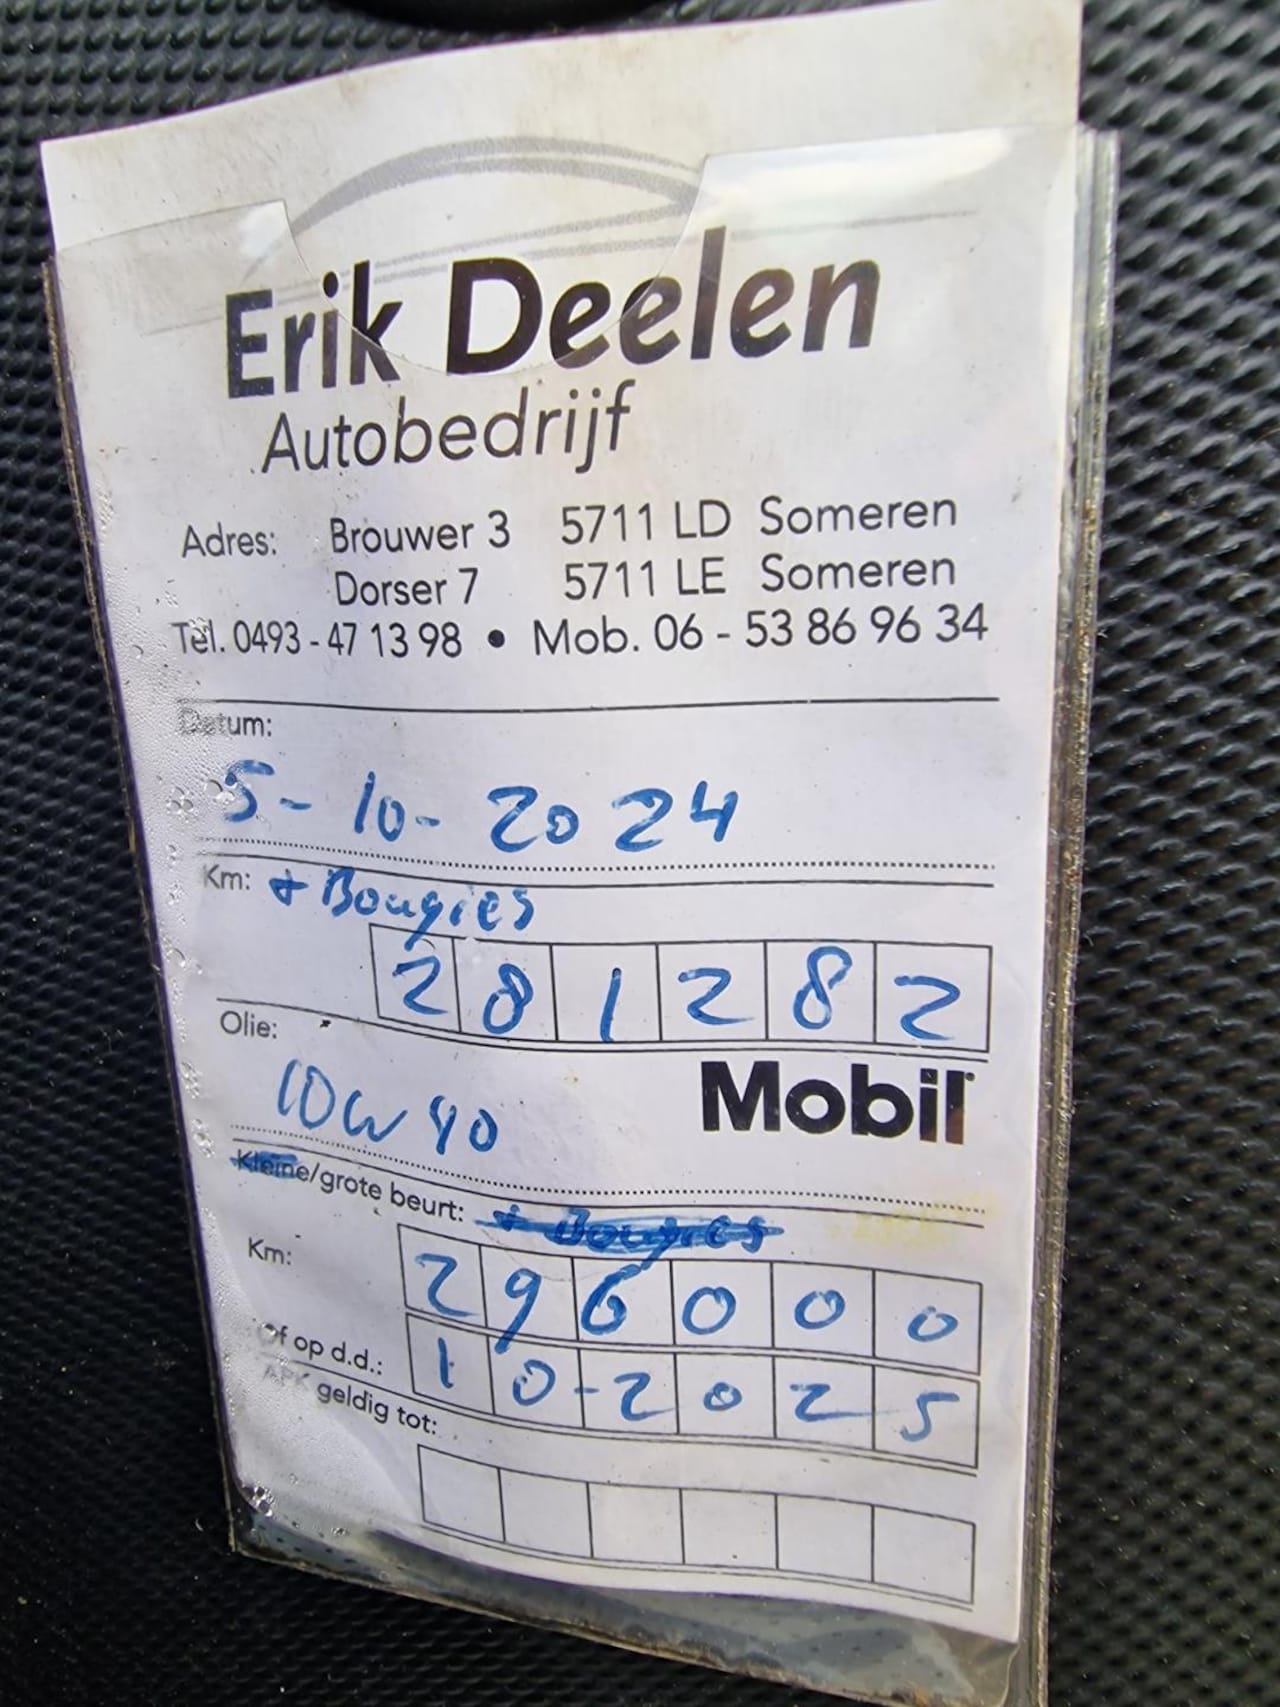 Erik Deelen
Autobedrijf
Adres: Brouwer 3 5711 LD Someren
Dorser 7 5711 LE Someren
Tel. 0493 - 47 13 98 • Mob. 06 - 53 86 96 34
Datum:
5-10-2024
Km: + Bougies
281282
Olie:
Mobil
10W40
Kleine/grote beurt: + Bougies
Km: 296000
Of op d.d.: 10-2025
APK geldig tot: